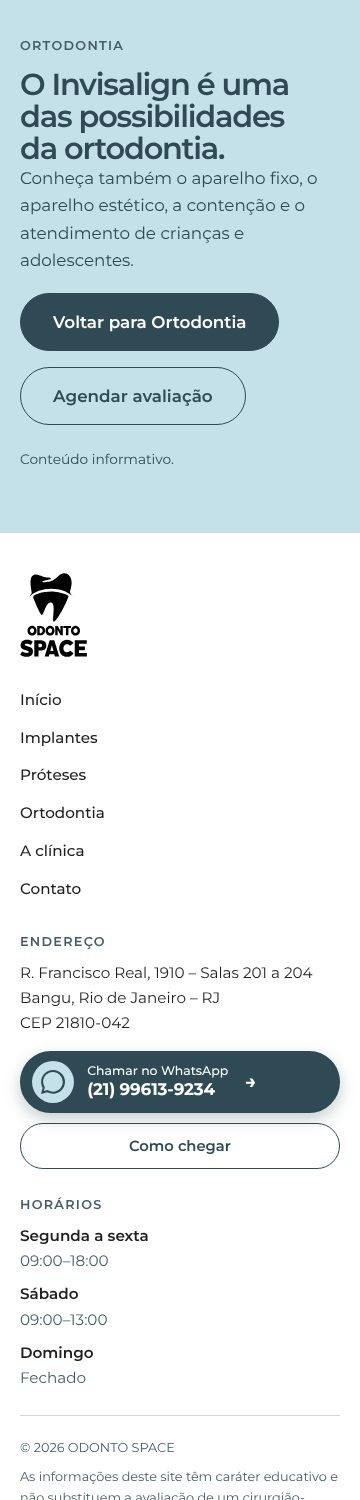 ORTODONTIA
O Invisalign é uma
das possibilidades
da ortodontia.
Conheça também o aparelho fixo, o
aparelho estético, a contenção e o
atendimento de crianças e
adolescentes.
Voltar para Ortodontia
Agendar avaliação
Conteúdo informativo.
ODONTO
SPACE
Início
Implantes
Próteses
Ortodontia
A clínica
Contato
ENDEREÇO
R. Francisco Real, 1910 – Salas 201 a 204
Bangu, Rio de Janeiro – RJ
CEP 21810-042
Chamar no WhatsApp
(21) 99613-9234 →
Como chegar
HORÁRIOS
Segunda a sexta
09:00–18:00
Sábado
09:00–13:00
Domingo
Fechado
© 2026 ODONTO SPACE
As informações deste site têm caráter educativo e
não substituem a avaliação de um cirurgião-